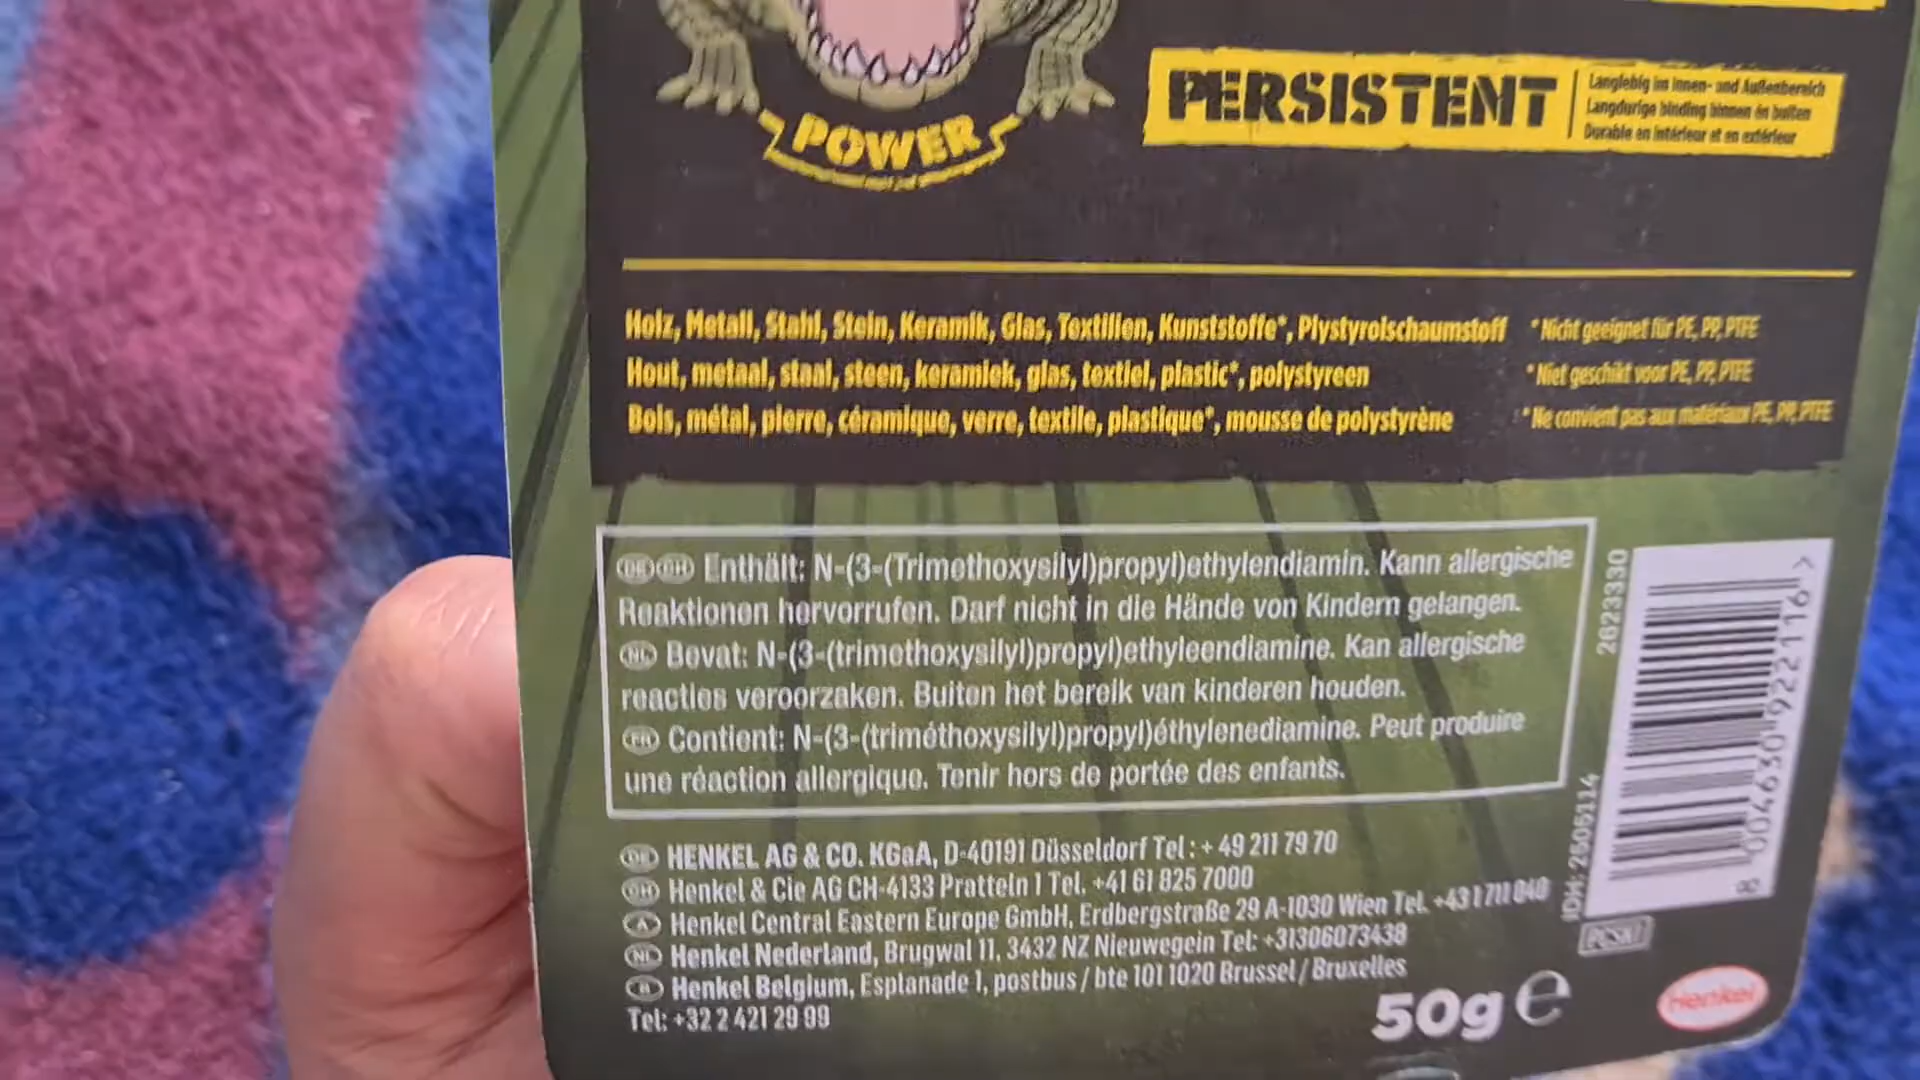 POWER
PERSISTENT
Langlebig im Innen- und Außenbereich
Langdurige binding binnen én buiten
Durable en intérieur et en extérieur
Holz, Metall, Stahl, Stein, Keramik, Glas, Textilien, Kunststoffe*, Plystyrolschaumstoff *Nicht geeignet für PE, PP, PTFE
Hout, metaal, staal, steen, keramiek, glas, textiel, plastic*, polystyreen *Niet geschikt voor PE, PP, PTFE
Bois, métal, pierre, céramique, verre, textile, plastique*, mousse de polystyrène *Ne convient pas aux matériaux PE, PP, PTFE
DE CH Enthält: N-(3-(Trimethoxysilyl)propyl)ethylendiamin. Kann allergische
Reaktionen hervorrufen. Darf nicht in die Hände von Kindern gelangen.
NL Bevat: N-(3-(trimethoxysilyl)propyl)ethyleendiamine. Kan allergische
reacties veroorzaken. Buiten het bereik van kinderen houden.
FR Contient: N-(3-(triméthoxysilyl)propyl)éthylenediamine. Peut produire
une réaction allergique. Tenir hors de portée des enfants.
DE HENKEL AG & CO. KGaA, D-40191 Düsseldorf Tel: + 49 211 79 70
CH Henkel & Cie AG CH-4133 Pratteln 1 Tel. +41 61 825 7000
A Henkel Central Eastern Europe GmbH, Erdbergstraße 29 A-1030 Wien Tel. +43 1 711 040
NL Henkel Nederland, Brugwal 11, 3432 NZ Nieuwegein Tel: +31306073438
B Henkel Belgium, Esplanade 1, postbus / bte 101 1020 Brussel / Bruxelles
Tel: +32 2 421 29 99
50g e
2623330
IDH: 2505114
Henkel